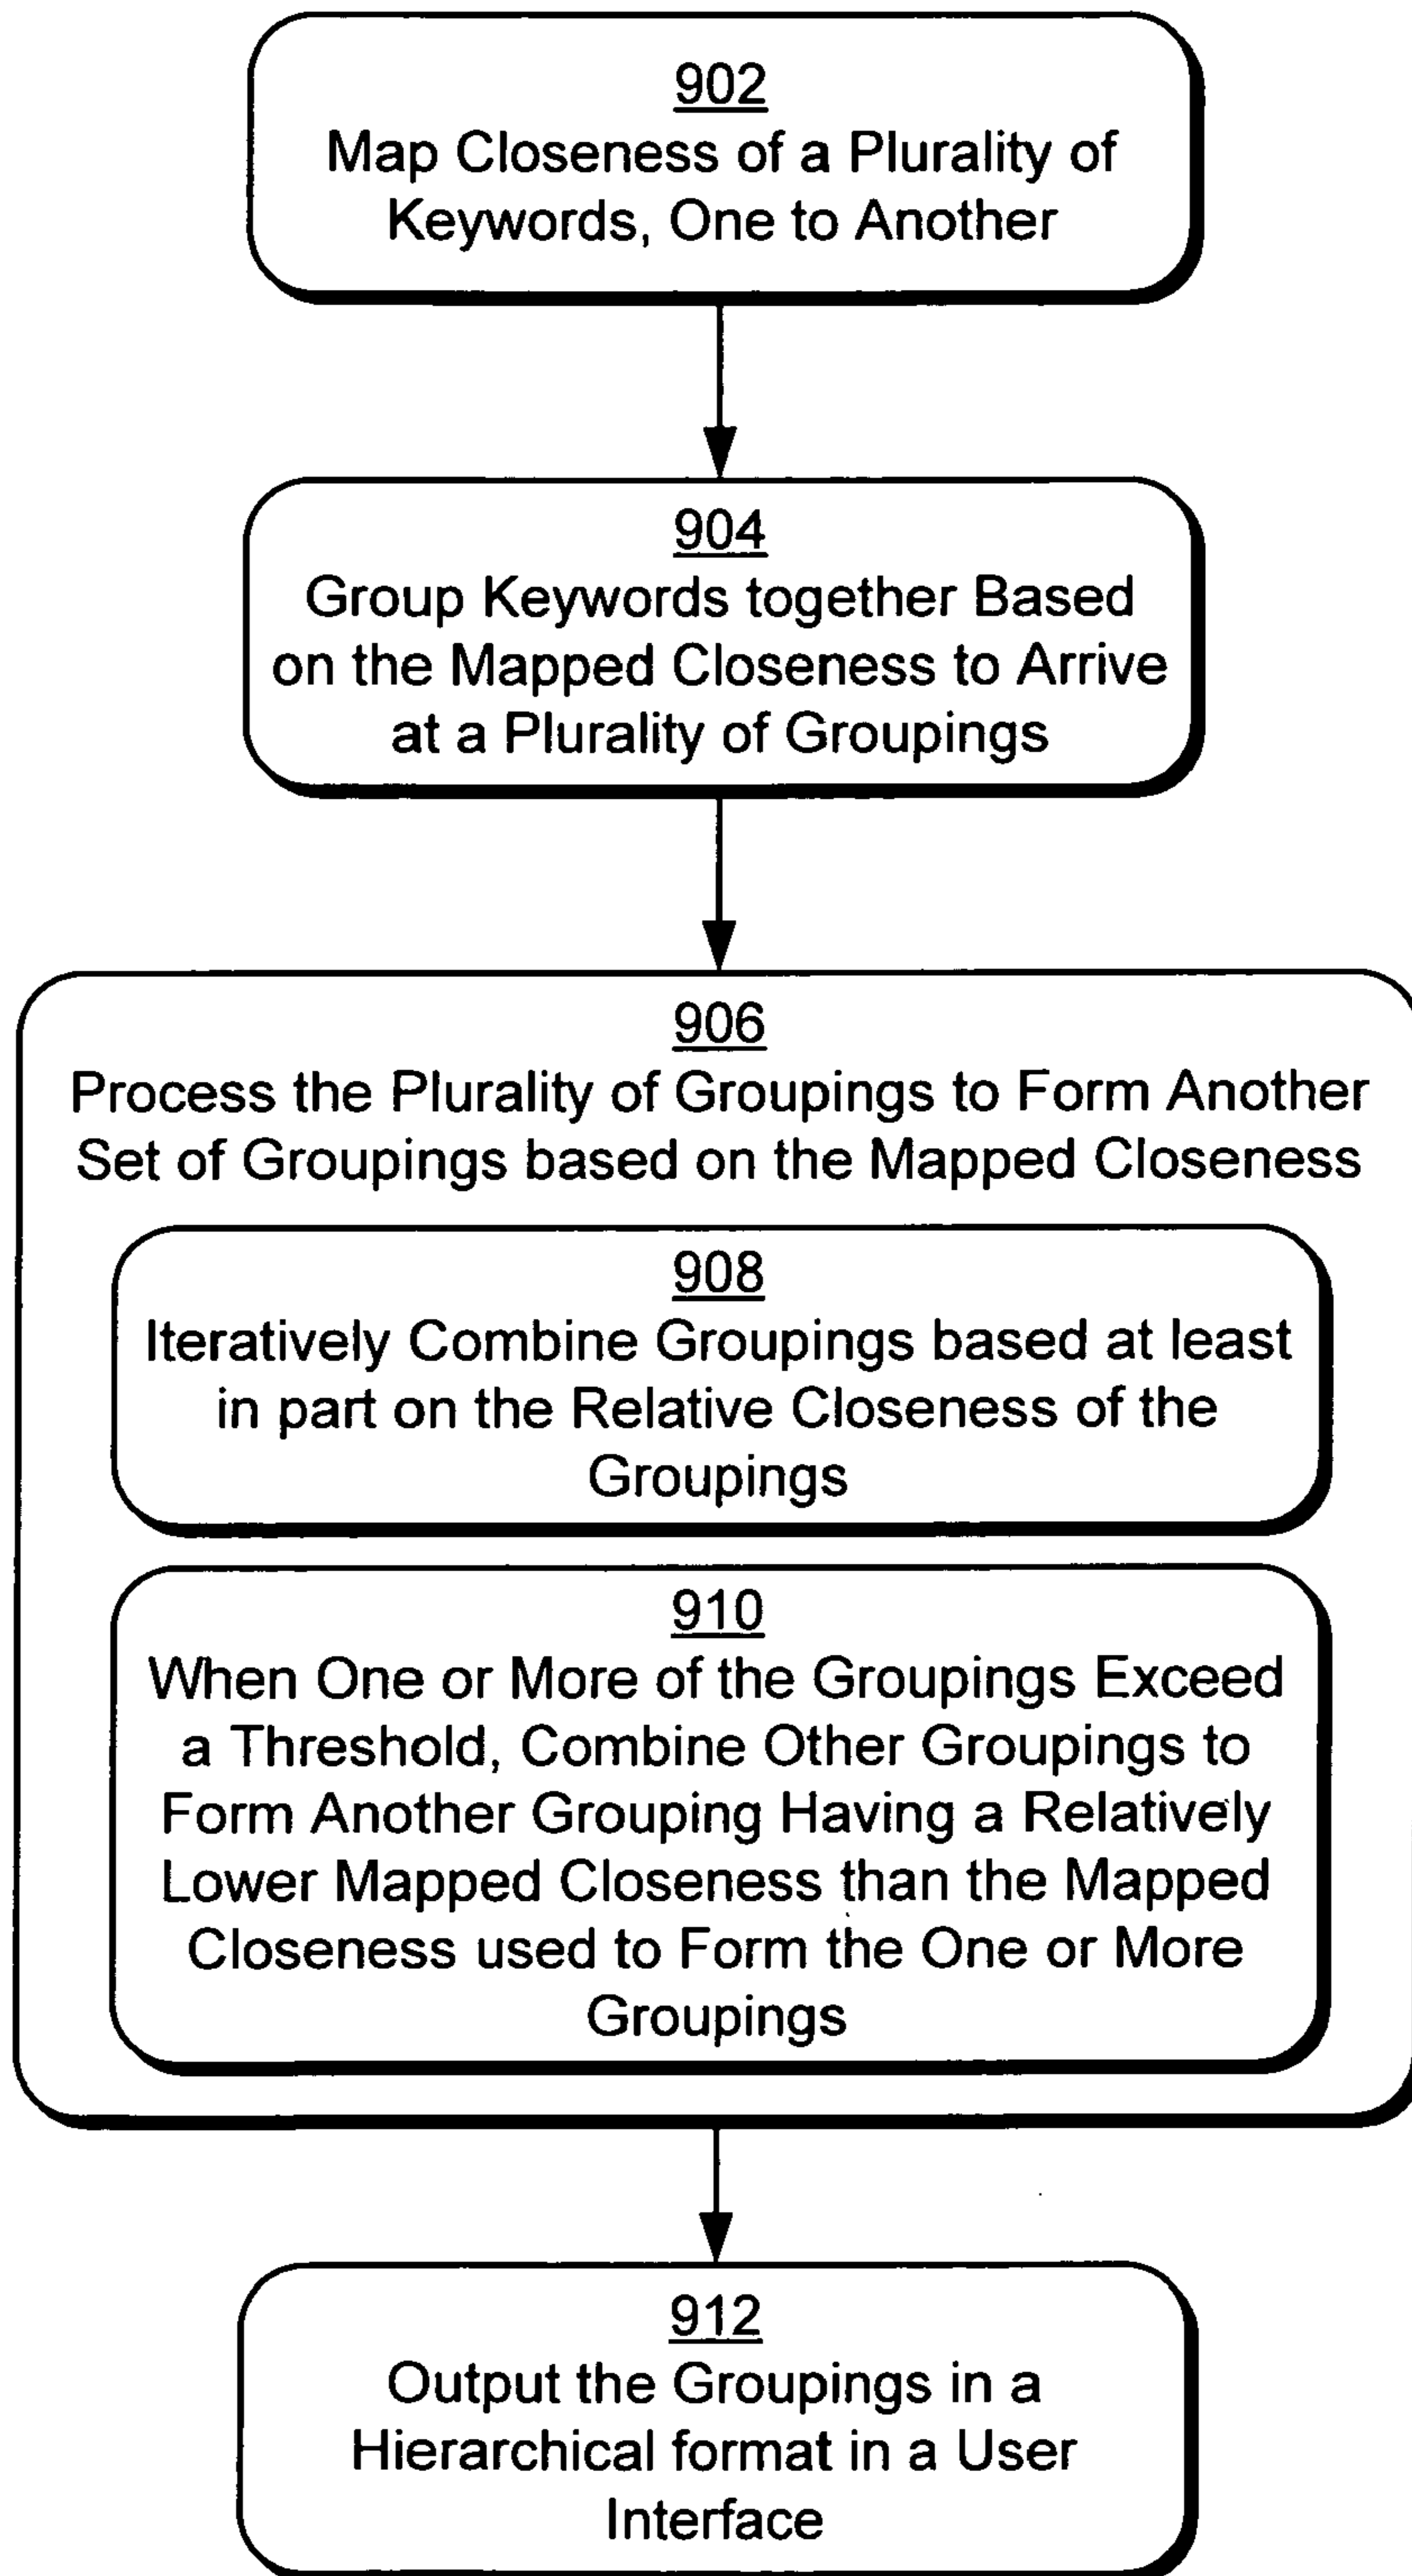 902
Map Closeness of a Plurality of
Keywords, One to Another
904
Group Keywords together Based
on the Mapped Closeness to Arrive
at a Plurality of Groupings
906
Process the Plurality of Groupings to Form Another
Set of Groupings based on the Mapped Closeness
908
Iteratively Combine Groupings based at least
in part on the Relative Closeness of the
Groupings
910
When One or More of the Groupings Exceed
a Threshold, Combine Other Groupings to
Form Another Grouping Having a Relatively
Lower Mapped Closeness than the Mapped
Closeness used to Form the One or More
Groupings
912
Output the Groupings in a
Hierarchical format in a User
Interface